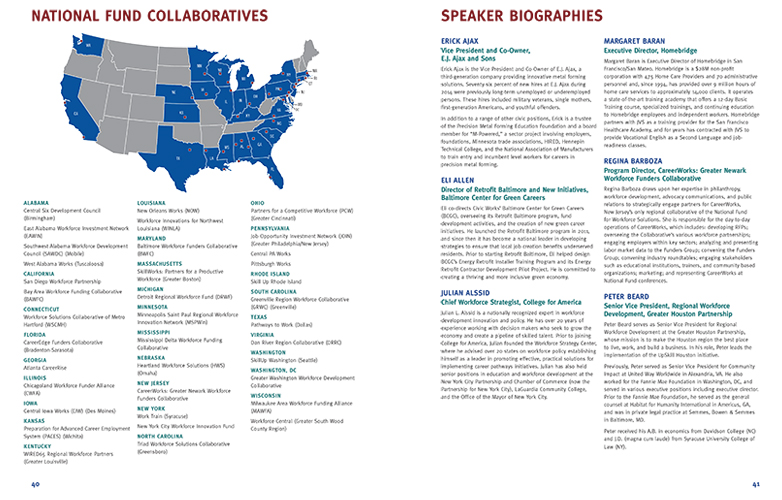 NATIONAL FUND COLLABORATIVES
ALABAMA
Central Six Development Council
(Birmingham)
East Alabama Workforce Investment Network
(EAWIN)
Southwest Alabama Workforce Development
Council (SAWDC) (Mobile)
West Alabama Works (Tuscaloosa)
CALIFORNIA
San Diego Workforce Partnership
Bay Area Workforce Funding Collaborative
(BAWFC)
CONNECTICUT
Workforce Solutions Collaborative of Metro
Hartford (WSCMH)
FLORIDA
CareerEdge Funders Collaborative
(Bradenton Sarasota)
GEORGIA
Atlanta CareerRise
ILLINOIS
Chicagoland Workforce Funder Alliance
(CWFA)
IOWA
Central Iowa Works (CIW) (Des Moines)
KANSAS
Preparation for Advanced Career Employment
System (PACES) (Wichita)
KENTUCKY
WIRED65 Regional Workforce Partners
(Greater Louisville)
LOUISIANA
New Orleans Works (NOW)
Workforce Innovations for Northwest
Louisiana (WINLA)
MARYLAND
Baltimore Workforce Funders Collaborative
(BWFC)
MASSACHUSETTS
SkillWorks: Partners for a Productive
Workforce (Greater Boston)
MICHIGAN
Detroit Regional Workforce Fund (DRWF)
MINNESOTA
Minneapolis Saint Paul Regional Workforce
Innovation Network (MSPWin)
MISSISSIPPI
Mississippi Delta Workforce Funding
Collaborative
NEBRASKA
Heartland Workforce Solutions (HWS)
(Omaha)
NEW JERSEY
CareerWorks: Greater Newark Workforce
Funders Collaborative
NEW YORK
Work Train (Syracuse)
New York City Workforce Innovation Fund
NORTH CAROLINA
Triad Workforce Solutions Collaborative
(Greensboro)
OHIO
Partners for a Competitive Workforce (PCW)
(Greater Cincinnati)
PENNSYLVANIA
Job Opportunity Investment Network (JOIN)
(Greater Philadelphia/New Jersey)
Central PA Works
Pittsburgh Works
RHODE ISLAND
Skill Up Rhode Island
SOUTH CAROLINA
Greenville Region Workforce Collaborative
(GRWC) (Greenville)
TEXAS
Pathways to Work (Dallas)
VIRGINIA
Dan River Region Collaborative (DRRC)
WASHINGTON
SkillUp Washington (Seattle)
WASHINGTON, DC
Greater Washington Workforce Development
Collaborative
WISCONSIN
Milwaukee Area Workforce Funding Alliance
(MAWFA)
Workforce Central (Greater South Wood
County Region)
40
SPEAKER BIOGRAPHIES
ERICK AJAX
Vice President and Co-Owner,
E.J. Ajax and Sons
Erick Ajax is the Vice President and Co Owner of E.J. Ajax, a
third-generation company providing innovative metal forming
solutions. Seventy-six percent of new hires at E.J. Ajax during
2014 were previously long-term unemployed or underemployed
persons. These hires included military veterans, single mothers,
first-generation Americans, and youthful offenders.
In addition to a range of other civic positions, Erick is a trustee
of the Precision Metal Forming Education Foundation and a board
member for "M-Powered," a sector project involving employers,
foundations, Minnesota trade associations, HIRED, Hennepin
Technical College, and the National Association of Manufacturers
to train entry and incumbent level workers for careers in
precision metal forming.
ELI ALLEN
Director of Retrofit Baltimore and New Initiatives,
Baltimore Center for Green Careers
Eli co-directs Civic Works' Baltimore Center for Green Careers
(BCGC), overseeing its Retrofit Baltimore program, fund
development activities, and the creation of new green career
initiatives. He launched the Retrofit Baltimore program in 2011,
and since then it has become a national leader in developing
strategies to ensure that local job creation benefits underserved
residents. Prior to starting Retrofit Baltimore, Eli helped design
BCGC's Energy Retrofit Installer Training Program and its Energy
Retrofit Contractor Development Pilot Project. He is committed to
creating a thriving and more inclusive green economy.
JULIAN ALSSID
Chief Workforce Strategist, College for America
Julian L. Alssid is a nationally recognized expert in workforce
development innovation and policy. He has over 20 years of
experience working with decision makers who seek to grow the
economy and create a pipeline of skilled talent. Prior to joining
College for America, Julian founded the Workforce Strategy Center,
where he advised over 20 states on workforce policy establishing
himself as a leader in promoting effective, practical solutions for
implementing career pathways initiatives. Julian has also held
senior positions in education and workforce development at the
New York City Partnership and Chamber of Commerce (now the
Partnership for New York City), LaGuardia Community College,
and the Office of the Mayor of New York City.
MARGARET BARAN
Executive Director, Homebridge
Margaret Baran is Executive Director of Homebridge in San
Francisco/San Mateo. Homebridge is a $28M non-profit
corporation with 475 Home Care Providers and 70 administrative
personnel and, since 1994, has provided over 9 million hours of
home care services to approximately 14,000 clients. It operates
a state-of-the-art training academy that offers a 12-day Basic
Training course, specialized trainings, and continuing education
to Homebridge employees and independent workers. Homebridge
partners with JVS as a training provider for the San Francisco
Healthcare Academy, and for years has contracted with JVS to
provide Vocational English as a Second Language and job-
readiness classes.
REGINA BARBOZA
Program Director, CareerWorks: Greater Newark
Workforce Funders Collaborative
Regina Barboza draws upon her expertise in philanthropy,
workforce development, advocacy communications, and public
relations to strategically engage partners for CareerWorks,
New Jersey's only regional collaborative of the National Fund
for Workforce Solutions. She is responsible for the day-to-day
operations of CareerWorks, which includes: developing RFPs;
overseeing the Collaborative's various workforce partnerships;
engaging employers within key sectors; analyzing and presenting
labor market data to the Funders Group; convening the Funders
Group; convening industry roundtables; engaging stakeholders
such as educational institutions, trainers, and community based
organizations; marketing; and representing CareerWorks at
National Fund conferences.
PETER BEARD
Senior Vice President, Regional Workforce
Development, Greater Houston Partnership
Peter Beard serves as Senior Vice President for Regional
Workforce Development at the Greater Houston Partnership,
whose mission is to make the Houston region the best place
to live, work, and build a business. In his role, Peter leads the
implementation of the UpSkill Houston initiative.
Previously, Peter served as Senior Vice President for Community
Impact at United Way Worldwide in Alexandria, VA. He also
worked for the Fannie Mae Foundation in Washington, DC, and
served in various executive positions including executive director.
Prior to the Fannie Mae Foundation, he served as the general
counsel at Habitat for Humanity International in Americus, GA,
and was in private legal practice at Semmes, Bowen & Semmes
in Baltimore, MD.
Peter received his A.B. in economics from Davidson College (NC)
and J.D. (magna cum laude) from Syracuse University College of
Law (NY).
41